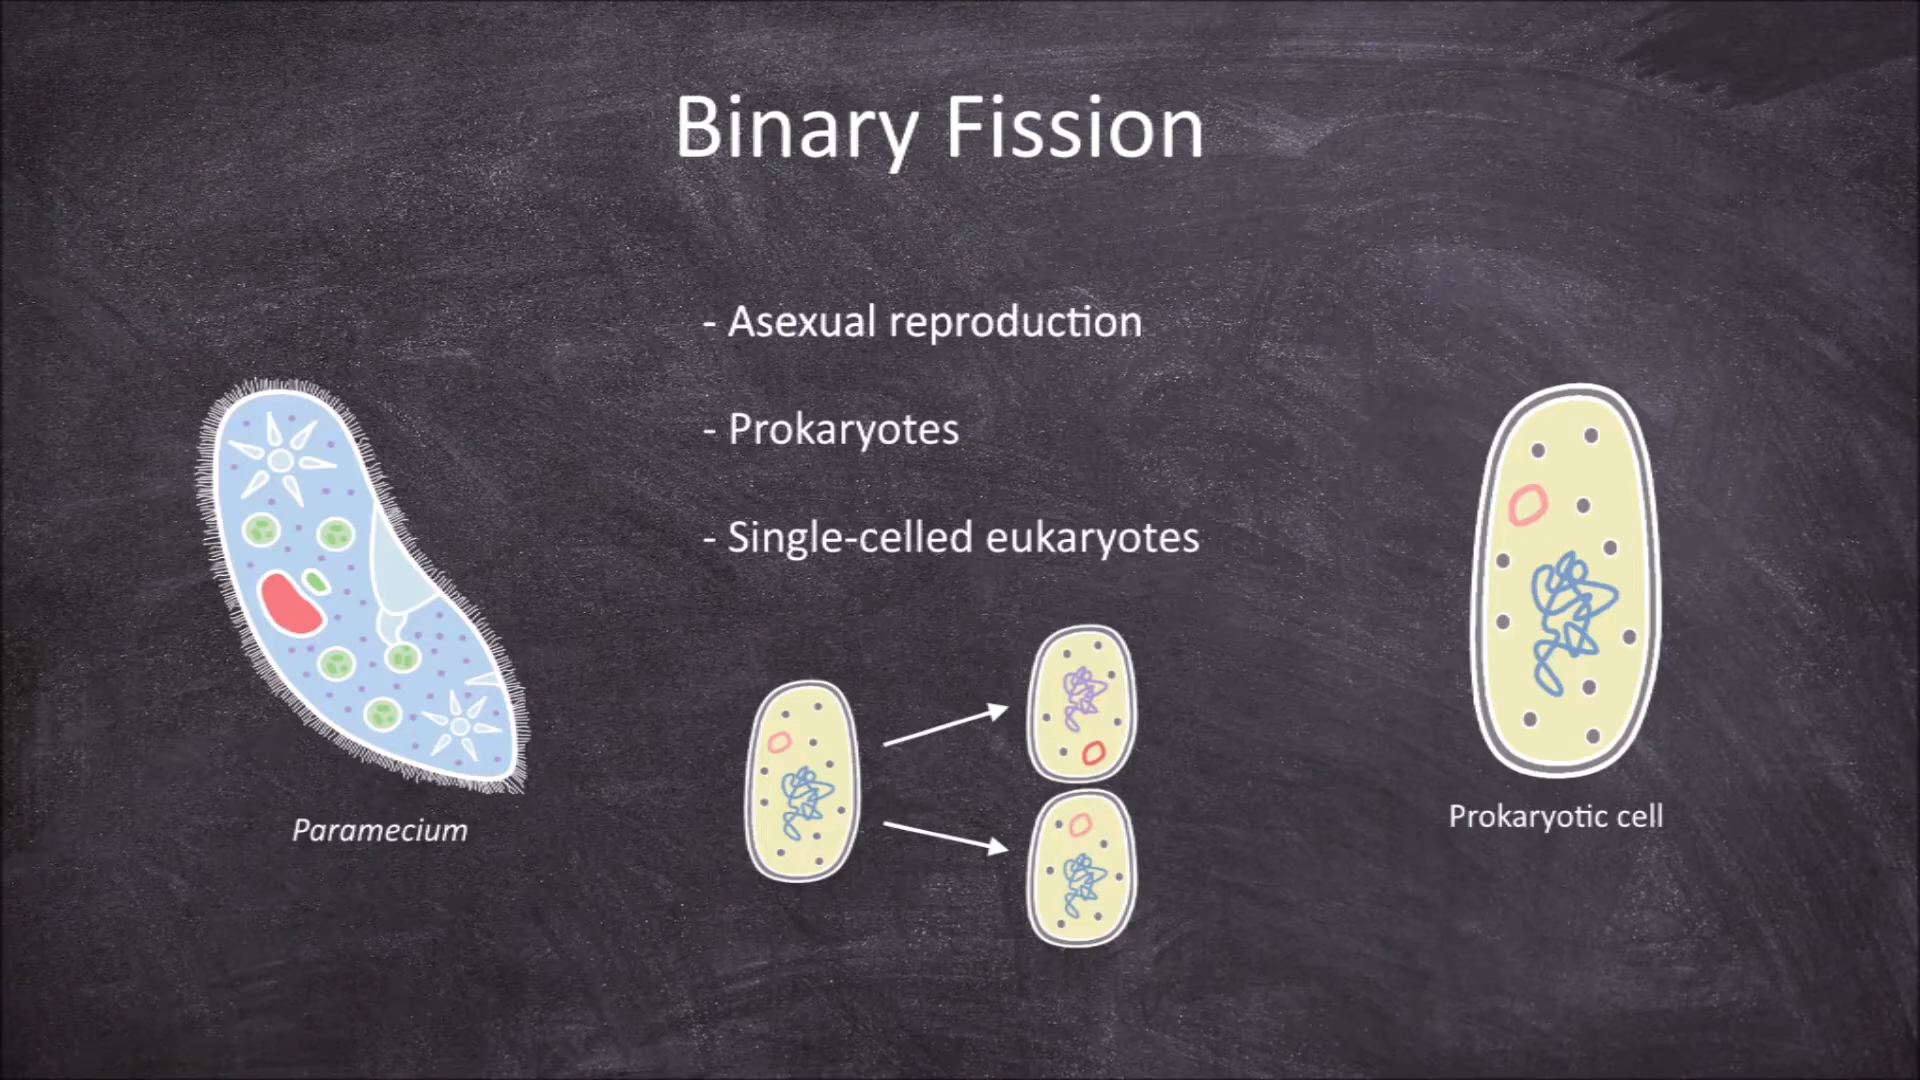 Binary Fission
- Asexual reproduction
- Prokaryotes
- Single-celled eukaryotes
Paramecium
Prokaryotic cell